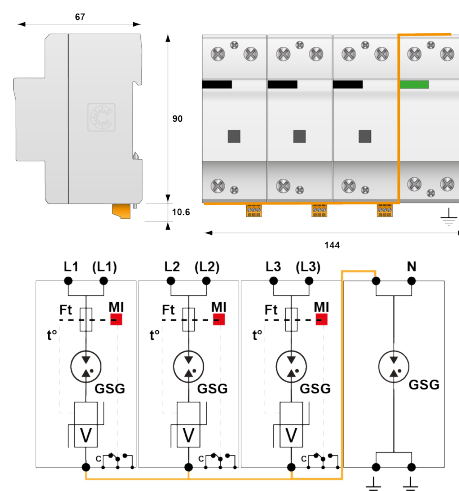 67
90
10.6
144
L1 (L1)
L2 (L2)
L3 (L3)
N
Ft
MI
t°
GSG
V
C
Ft
MI
t°
GSG
V
C
Ft
MI
t°
GSG
V
C
GSG